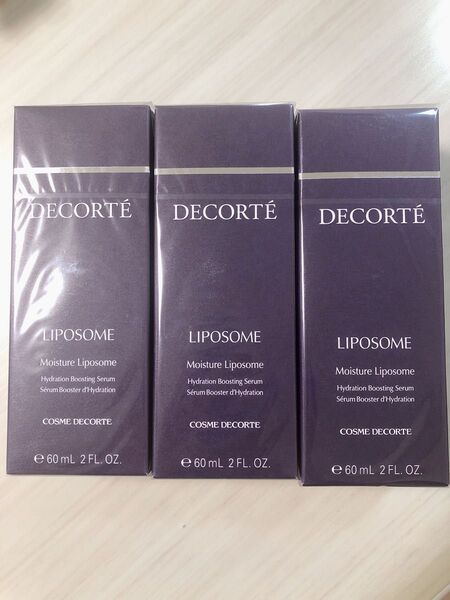 DECORTÉ
LIPOSOME
Moisture Liposome
Hydration Boosting Serum
Sérum Booster d'Hydration
COSME DECORTE
℮ 60 mL 2 FL. OZ.
DECORTÉ
LIPOSOME
Moisture Liposome
Hydration Boosting Serum
Sérum Booster d'Hydration
COSME DECORTE
℮ 60 mL 2 FL. OZ.
DECORTÉ
LIPOSOME
Moisture Liposome
Hydration Boosting Serum
Sérum Booster d'Hydration
COSME DECORTE
℮ 60 mL 2 FL. OZ.